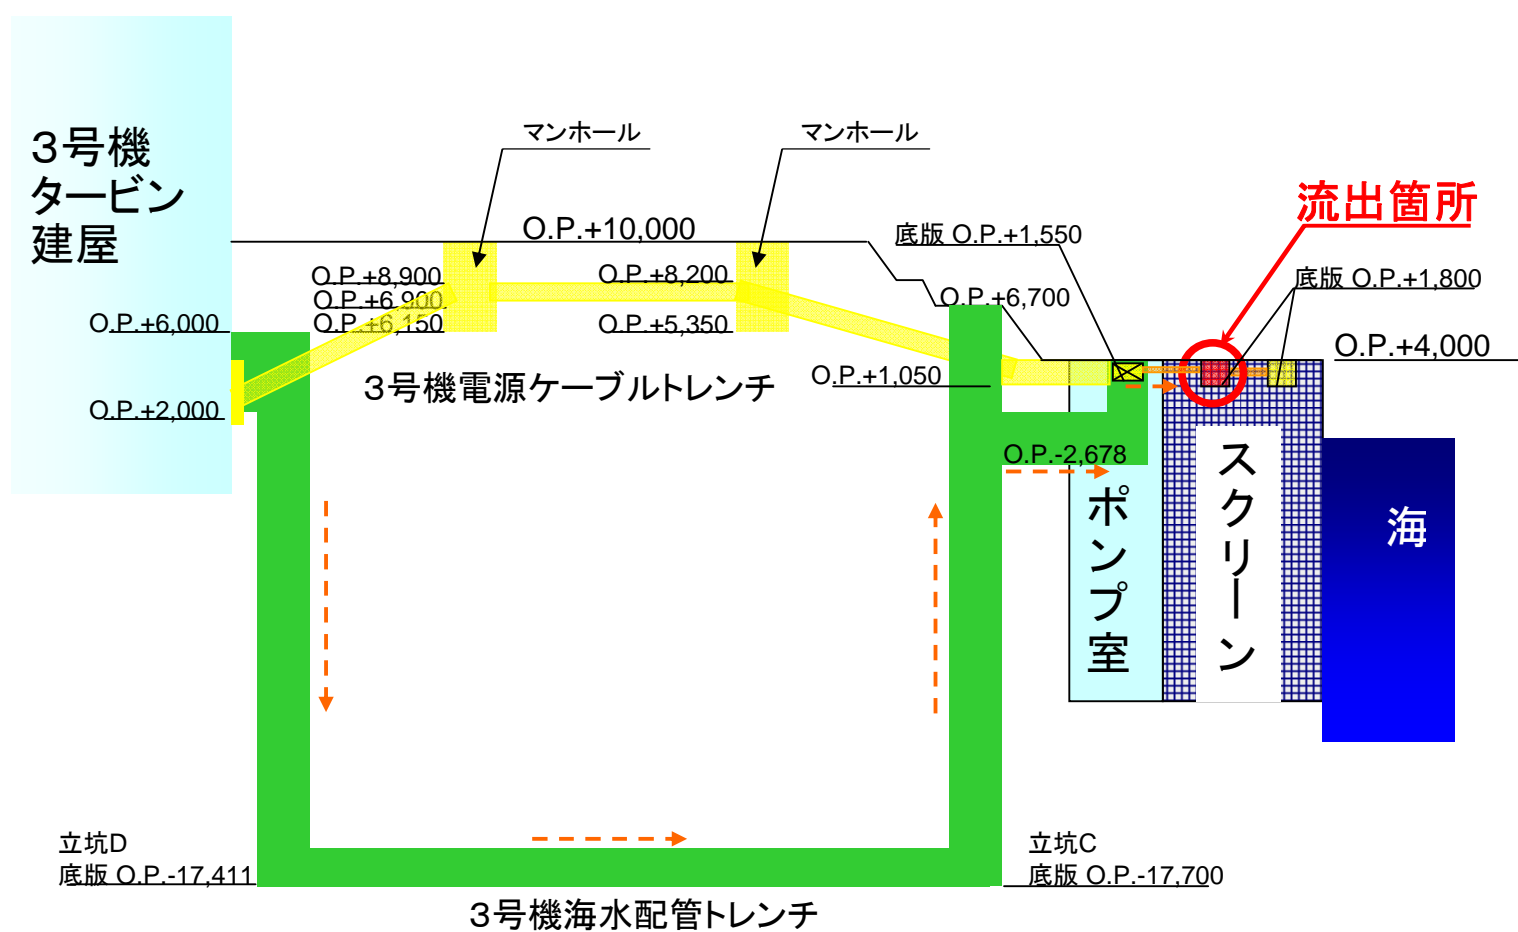 ３号機
タービン
建屋
マンホール
マンホール
流出箇所
O.P.+10,000
底版 O.P.+1,550
O.P.+8,900
O.P.+6,900
O.P.+6,150
O.P.+8,200
O.P.+5,350
底版 O.P.+1,800
O.P.+6,700
O.P.+6,000
O.P.+4,000
３号機電源ケーブルトレンチ
O.P.+1,050
O.P.+2,000
O.P.-2,678
ポンプ室
スクリーン
海
立坑D
底版 O.P.-17,411
立坑C
底版 O.P.-17,700
３号機海水配管トレンチ